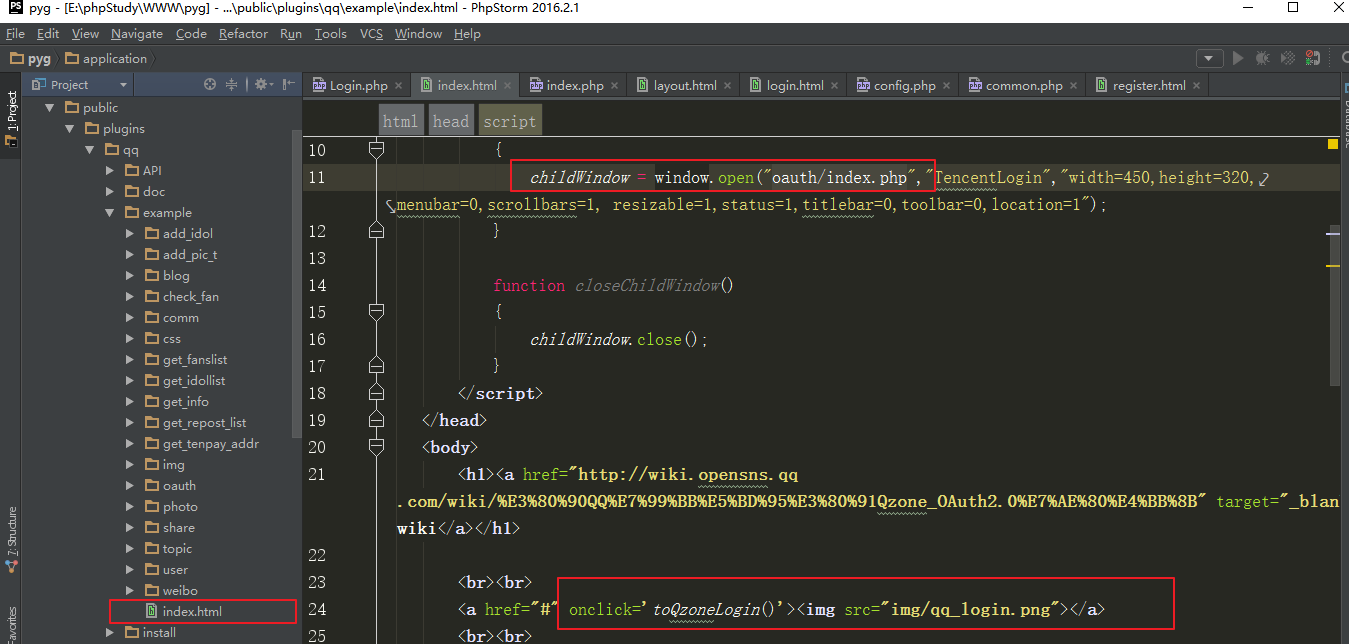 pyg - [E:\phpStudy\WWW\pyg] - ...\public\plugins\qq\example\index.html - PhpStorm 2016.2.1
File Edit View Navigate Code Refactor Run Tools VCS Window Help
pyg application
Project
Login.php index.html index.php layout.html login.html config.php common.php register.html
1: Project
7: Structure
Favorites
public
plugins
qq
API
doc
example
add_idol
add_pic_t
blog
check_fan
comm
css
get_fanslist
get_idollist
get_info
get_repost_list
get_tenpay_addr
img
oauth
photo
share
topic
user
weibo
index.html
install
html head script
10 {
11 childWindow = window.open("oauth/index.php","TencentLogin","width=450,height=320,
menubar=0,scrollbars=1, resizable=1,status=1,titlebar=0,toolbar=0,location=1");
12 }
13
14 function closeChildWindow()
15 {
16 childWindow.close();
17 }
18 </script>
19 </head>
20 <body>
21 <h1><a href="http://wiki.opensns.qq
.com/wiki/%E3%80%90QQ%E7%99%BB%E5%BD%95%E3%80%91Qzone_OAuth2.0%E7%AE%80%E4%BB%8B" target="_blan
wiki</a></h1>
22
23 <br><br>
24 <a href="#" onclick='toQzoneLogin()'><img src="img/qq_login.png"></a>
25 <br><br>